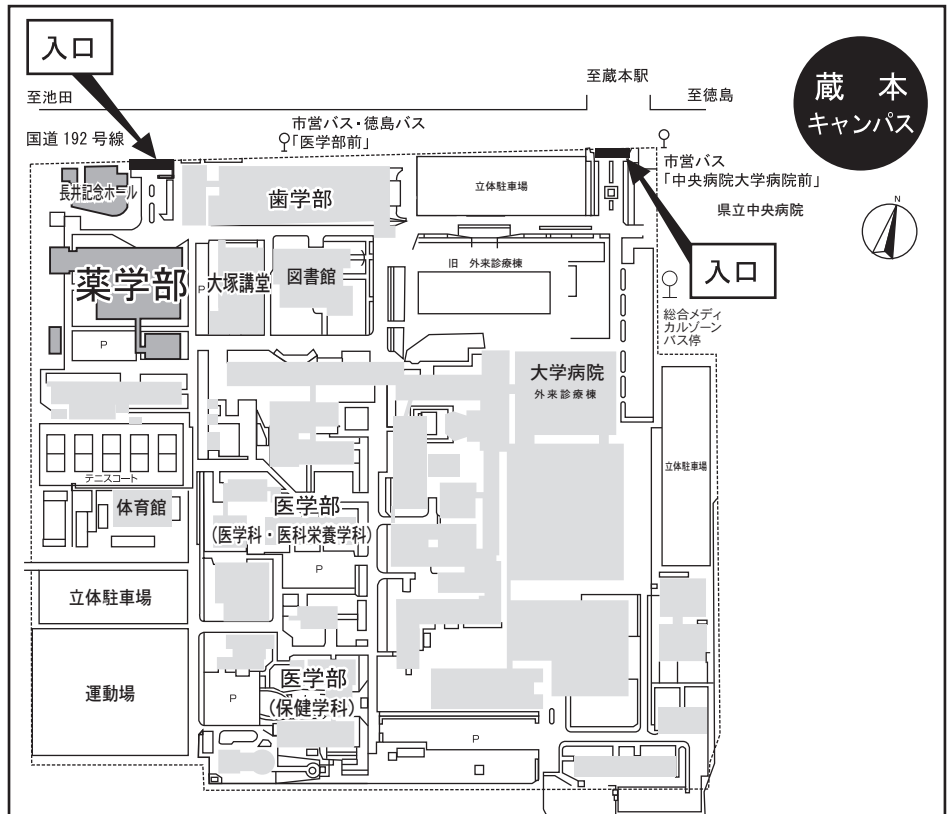 入口
至池田
国道192号線
市営バス・徳島バス
「医学部前」
至蔵本駅
至徳島
蔵 本
キャンパス
市営バス
「中央病院大学病院前」
県立中央病院
N
入口
長井記念ホール
歯学部
立体駐車場
薬学部
P
大塚講堂
図書館
旧 外来診療棟
総合メディ
カルゾーン
バス停
P
大学病院
外来診療棟
テニスコート
立体駐車場
体育館
医学部
(医学科・医科栄養学科)
P
立体駐車場
運動場
医学部
(保健学科)
P
P